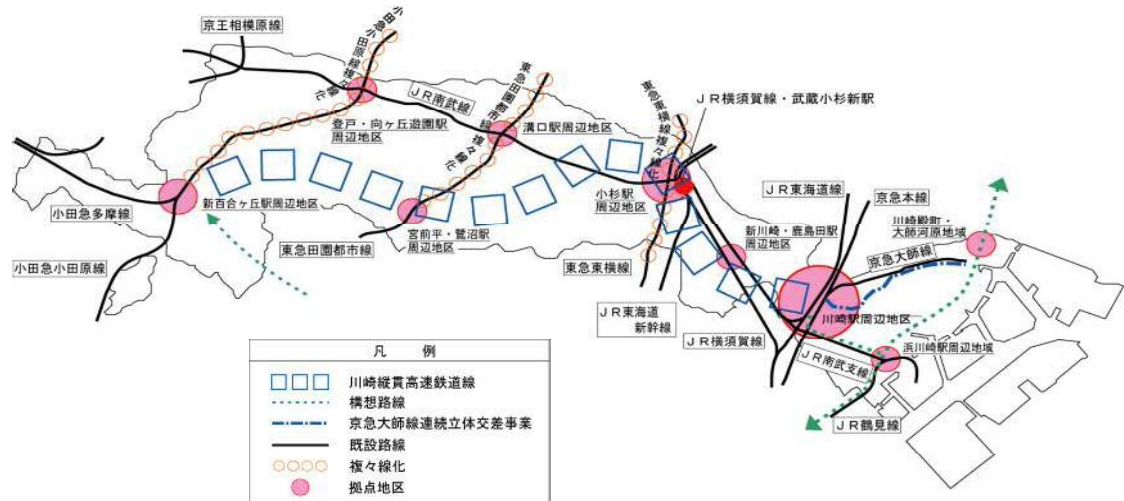 京王相模原線
小田急小田原線複々線化
東急田園都市線複々線化
東急東横線複々線化
JR横須賀線・武蔵小杉新駅
JR南武線
登戸・向ヶ丘遊園駅
周辺地区
溝口駅周辺地区
小杉駅
周辺地区
JR東海道線
京急本線
川崎殿町・
大師河原地域
新百合ヶ丘駅周辺地区
小田急多摩線
宮前平・鷺沼駅
周辺地区
新川崎・鹿島田駅
周辺地区
京急大師線
東急田園都市線
東急東横線
小田急小田原線
JR東海道
新幹線
川崎駅周辺地区
JR横須賀線
浜川崎駅周辺地域
JR南武支線
JR鶴見線
凡 例
川崎縦貫高速鉄道線
構想路線
京急大師線連続立体交差事業
既設路線
複々線化
拠点地区